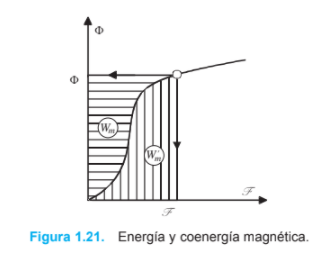 Φ
Φ
Wm
W'm
ℱ
ℱ
Figura 1.21. Energía y coenergía magnética.